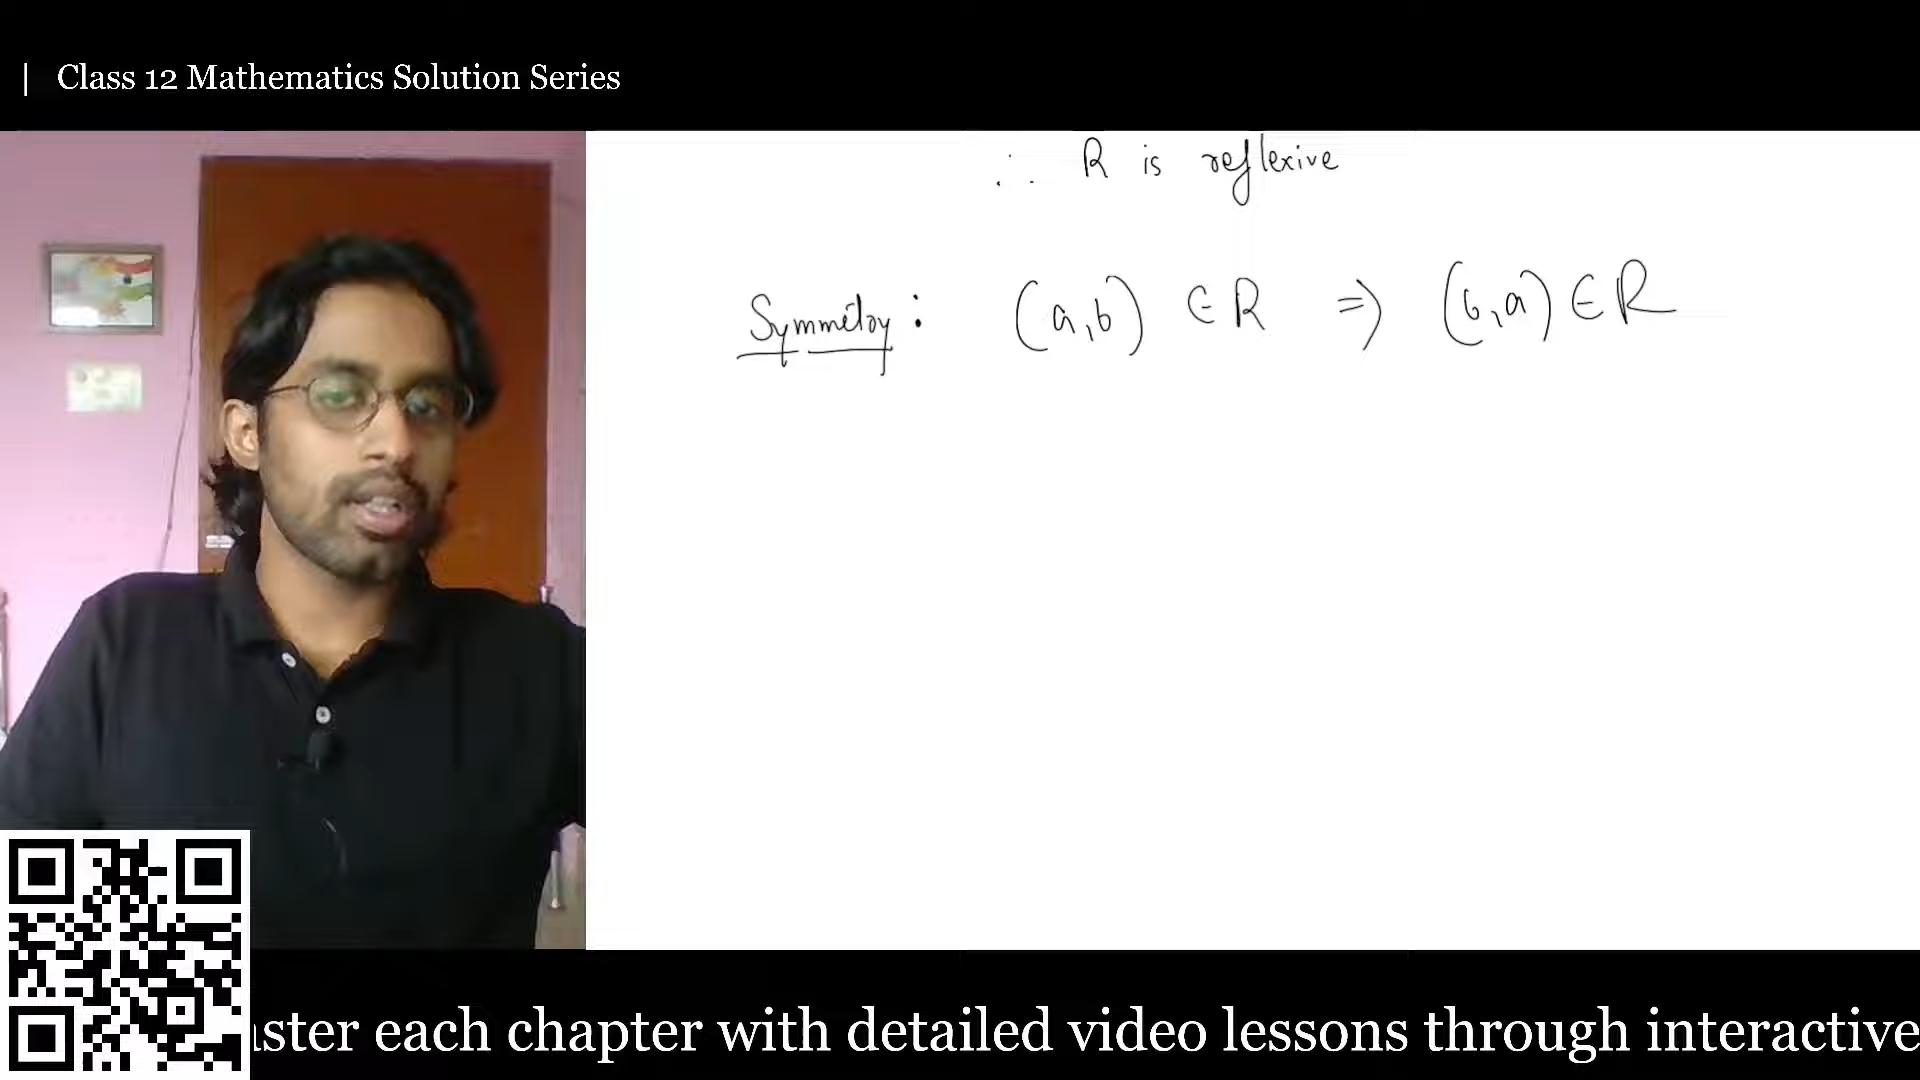 | Class 12 Mathematics Solution Series
∴ R is reflexive
Symmetry: (a,b) ∈ R ⇒ (b,a) ∈ R
aster each chapter with detailed video lessons through interactive